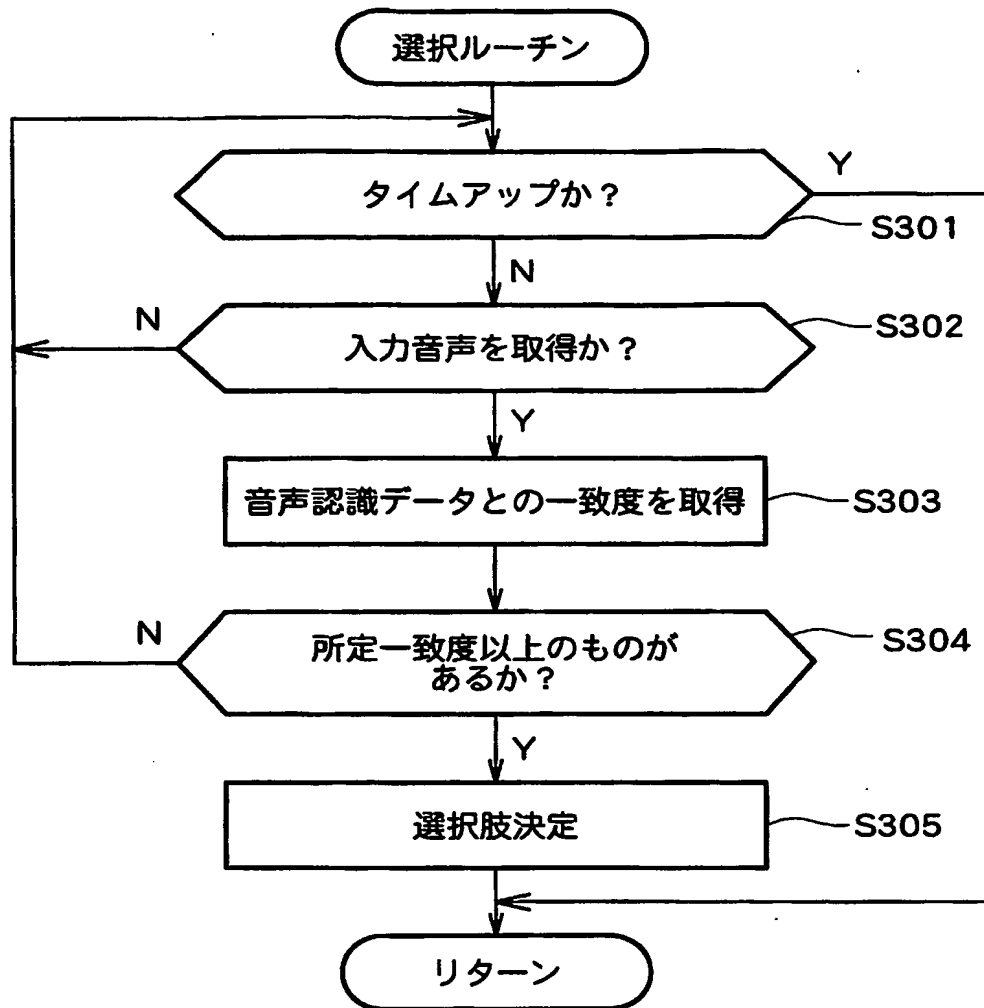 選択ルーチン
Y
タイムアップか？
S301
N
N
S302
入力音声を取得か？
Y
音声認識データとの一致度を取得
S303
N
S304
所定一致度以上のものが
あるか？
Y
選択肢決定
S305
リターン